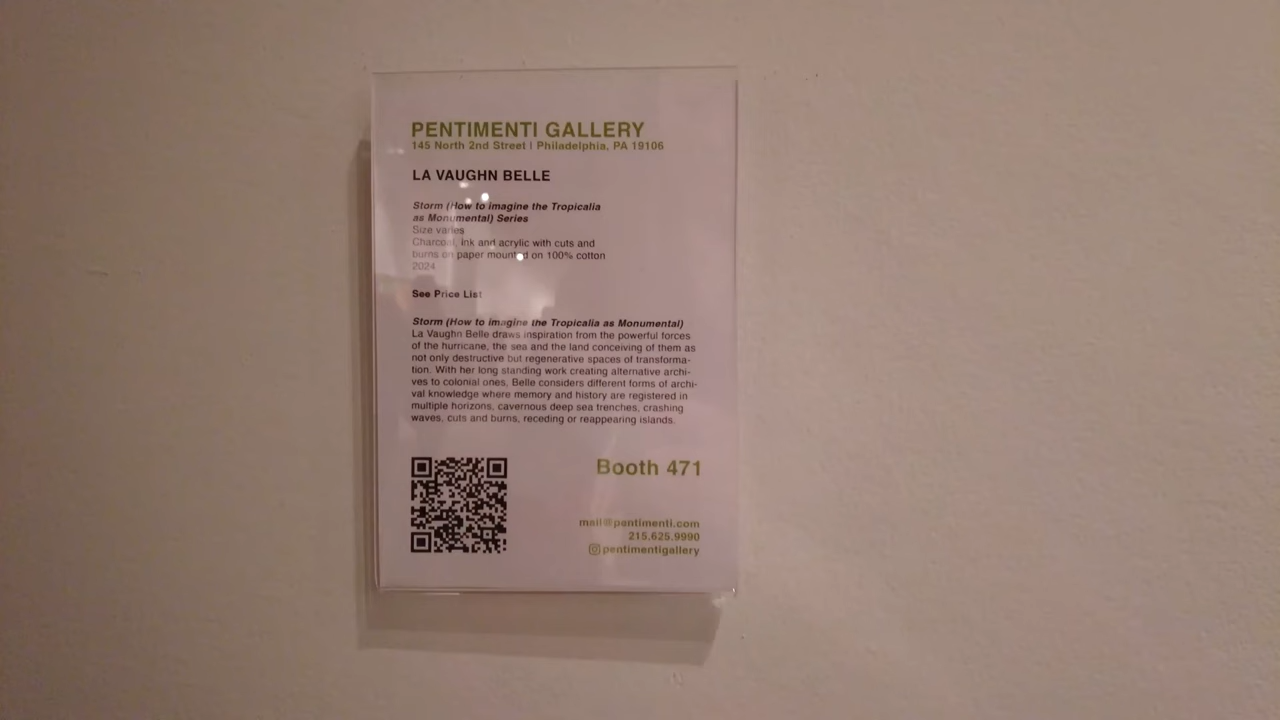 PENTIMENTI GALLERY
145 North 2nd Street | Philadelphia, PA 19106
LA VAUGHN BELLE
Storm (How to imagine the Tropicalia
as Monumental) Series
Size varies
Charcoal, ink and acrylic with cuts and
burns on paper mounted on 100% cotton
2024
See Price List
Storm (How to imagine the Tropicalia as Monumental)
La Vaughn Belle draws inspiration from the powerful forces
of the hurricane, the sea and the land conceiving of them as
not only destructive but regenerative spaces of transforma-
tion. With her long standing work creating alternative archi-
ves to colonial ones, Belle considers different forms of archi-
val knowledge where memory and history are registered in
multiple horizons, cavernous deep sea trenches, crashing
waves, cuts and burns, receding or reappearing islands.
Booth 471
mail@pentimenti.com
215.625.9990
pentimentigallery